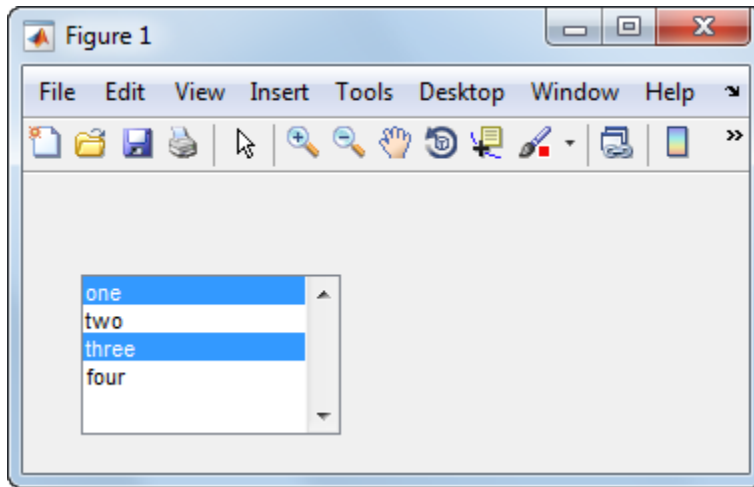 Figure 1
File Edit View Insert Tools Desktop Window Help
one
two
three
four